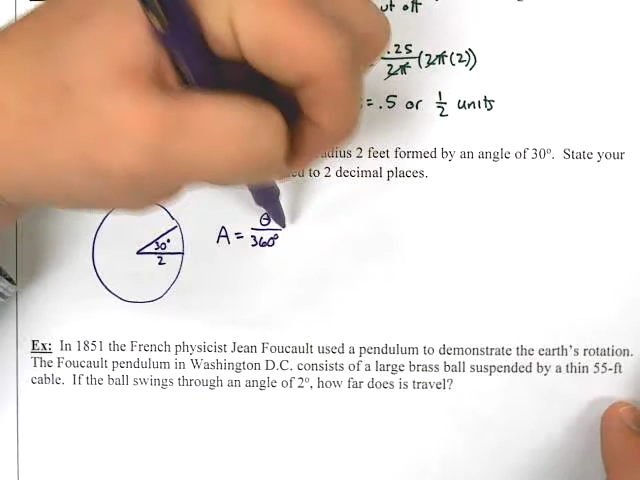 ut off
.25
2π (2π(2))
= .5 or 1/2 units
radius 2 feet formed by an angle of 30°. State your
to 2 decimal places.
30°
2
A = θ
360°
Ex: In 1851 the French physicist Jean Foucault used a pendulum to demonstrate the earth's rotation.
The Foucault pendulum in Washington D.C. consists of a large brass ball suspended by a thin 55-ft
cable. If the ball swings through an angle of 2°, how far does is travel?